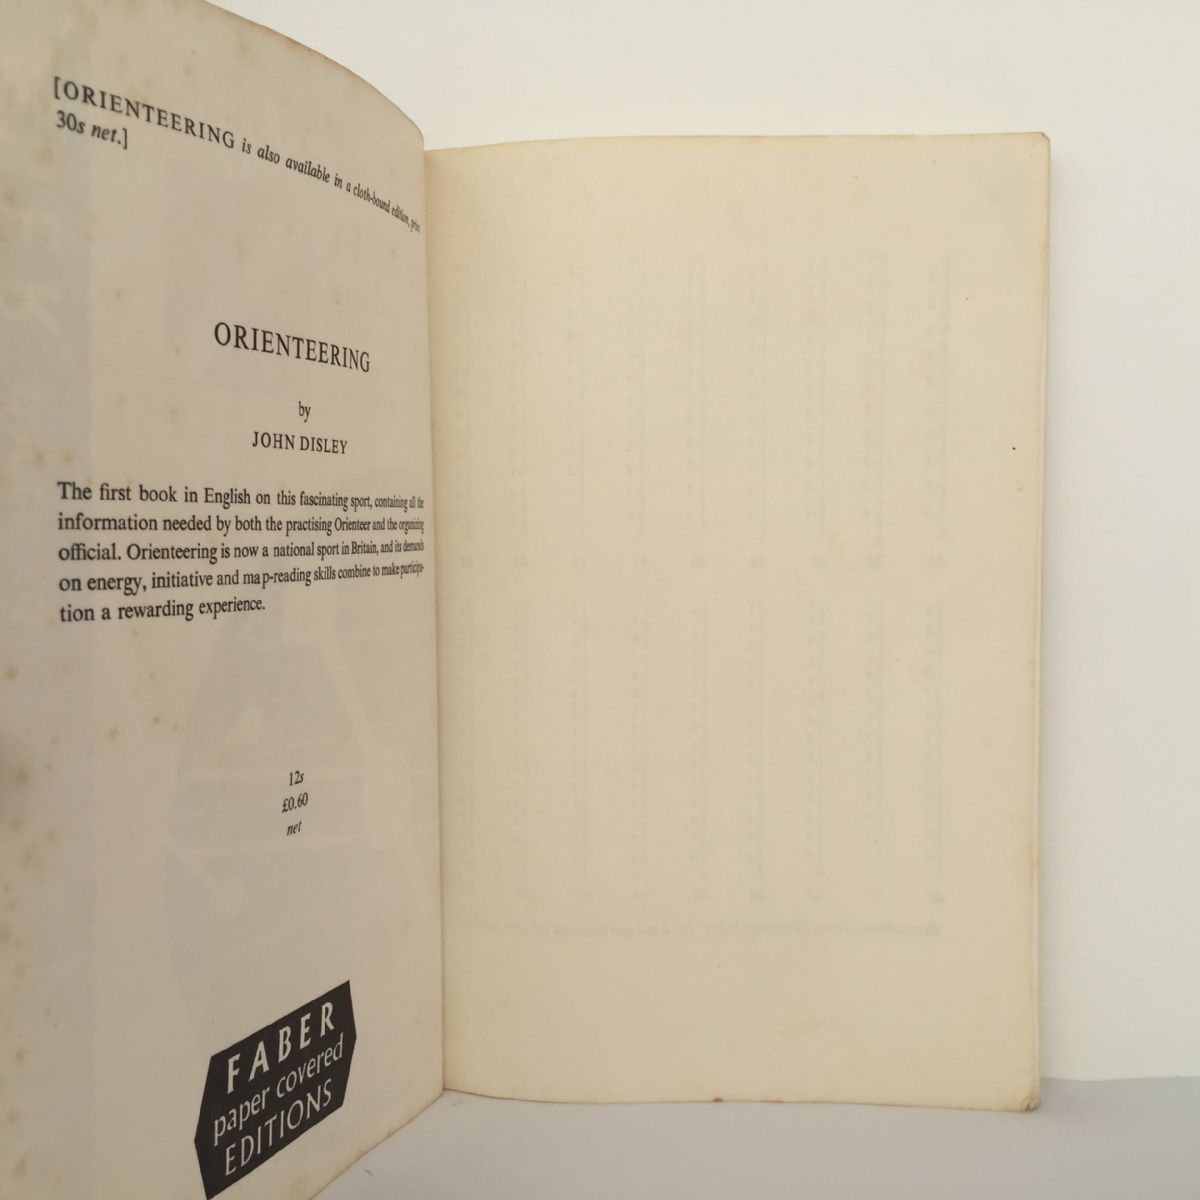 [ORIENTEERING is also available in a cloth-bound edition, price
30s net.]
ORIENTEERING
by
JOHN DISLEY
The first book in English on this fascinating sport, containing all the
information needed by both the practising Orienteer and the organizing
official. Orienteering is now a national sport in Britain, and its demands
on energy, initiative and map-reading skills combine to make participa-
tion a rewarding experience.
12s
£0.60
net
FABER
paper covered
EDITIONS